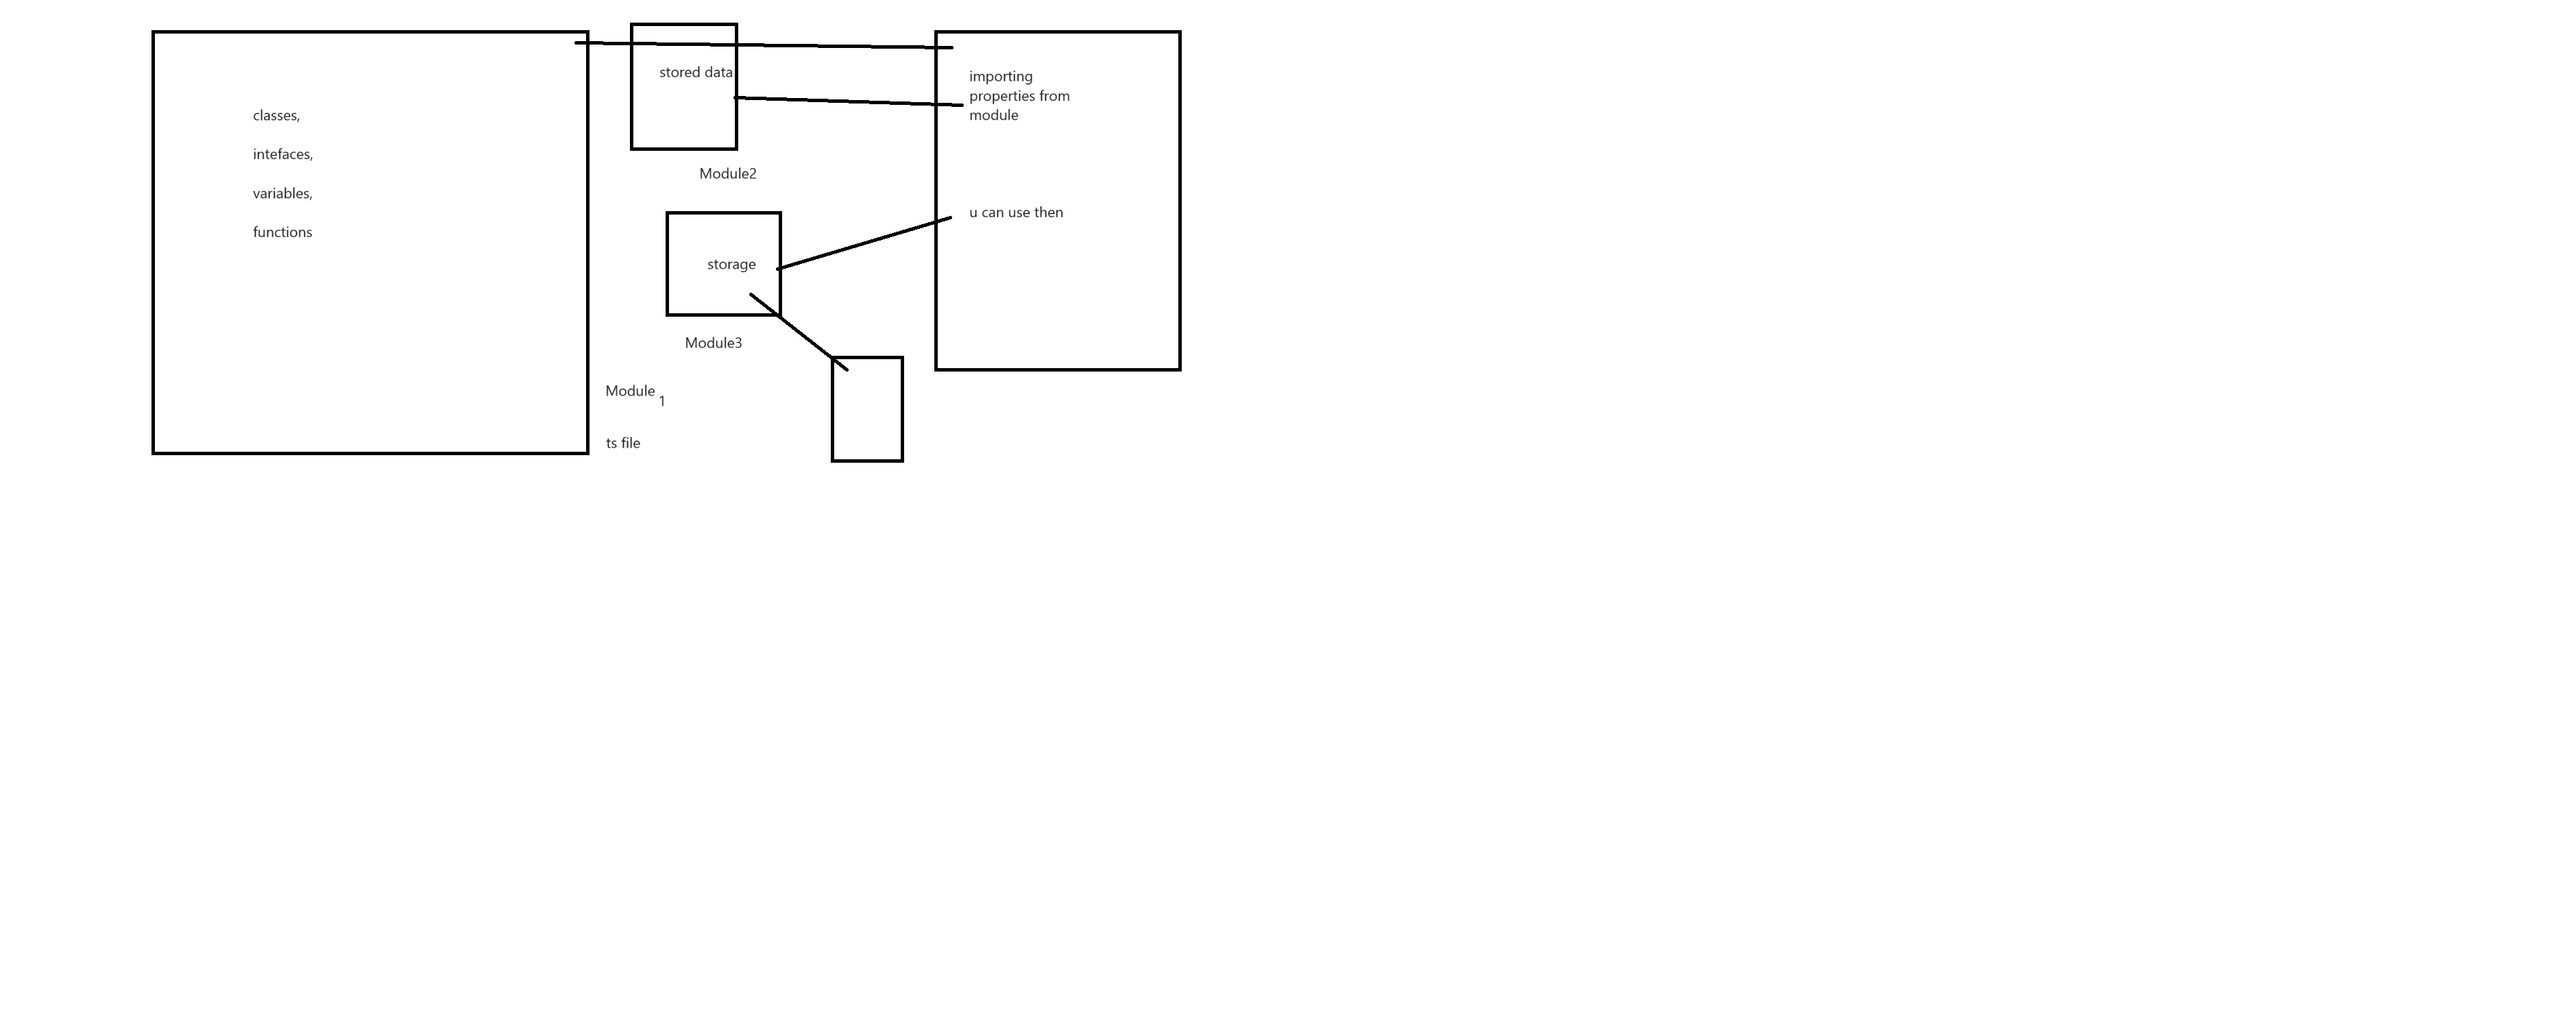 classes,
intefaces,
variables,
functions
stored data
Module2
storage
Module3
Module 1
ts file
importing
properties from
module
u can use then